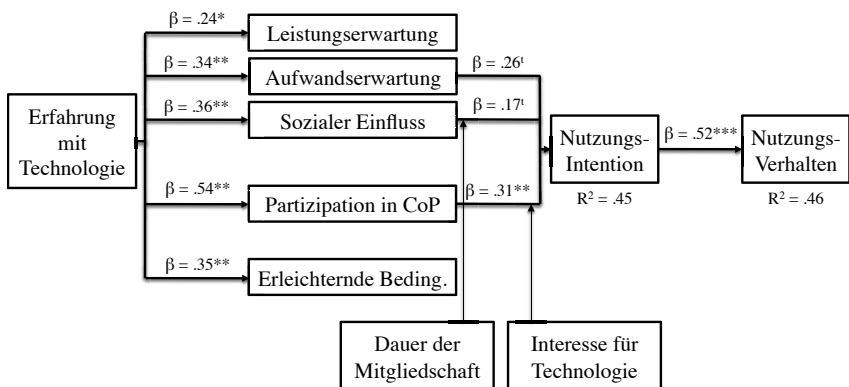 β = .24*
Leistungserwartung
β = .34**
Aufwandserwartung
β = .26ᵗ
β = .36**
Sozialer Einfluss
β = .17ᵗ
Erfahrung
mit
Technologie
Nutzungs-
Intention
R² = .45
β = .52***
Nutzungs-
Verhalten
R² = .46
β = .54**
Partizipation in CoP
β = .31**
β = .35**
Erleichternde Beding.
Dauer der
Mitgliedschaft
Interesse für
Technologie